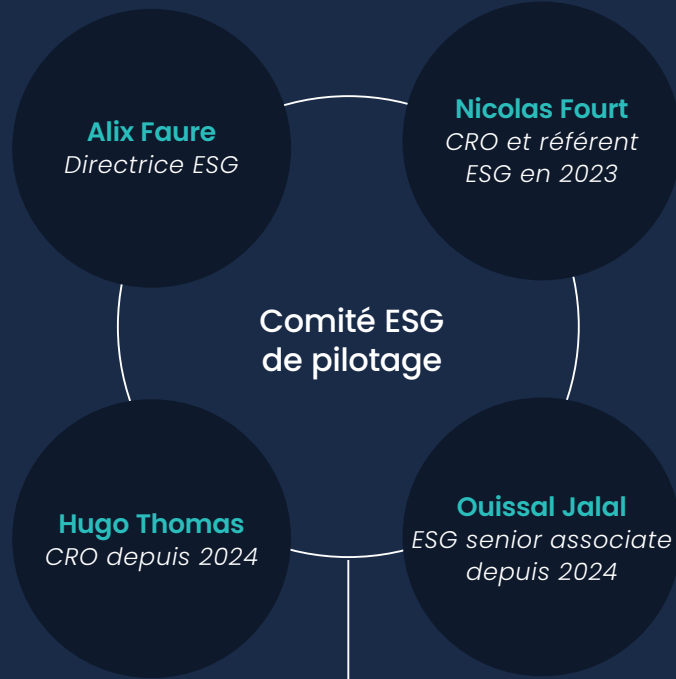 Alix Faure
Directrice ESG
Nicolas Fourt
CRO et référent
ESG en 2023
Comité ESG
de pilotage
Hugo Thomas
CRO depuis 2024
Ouissal Jalal
ESG senior associate
depuis 2024